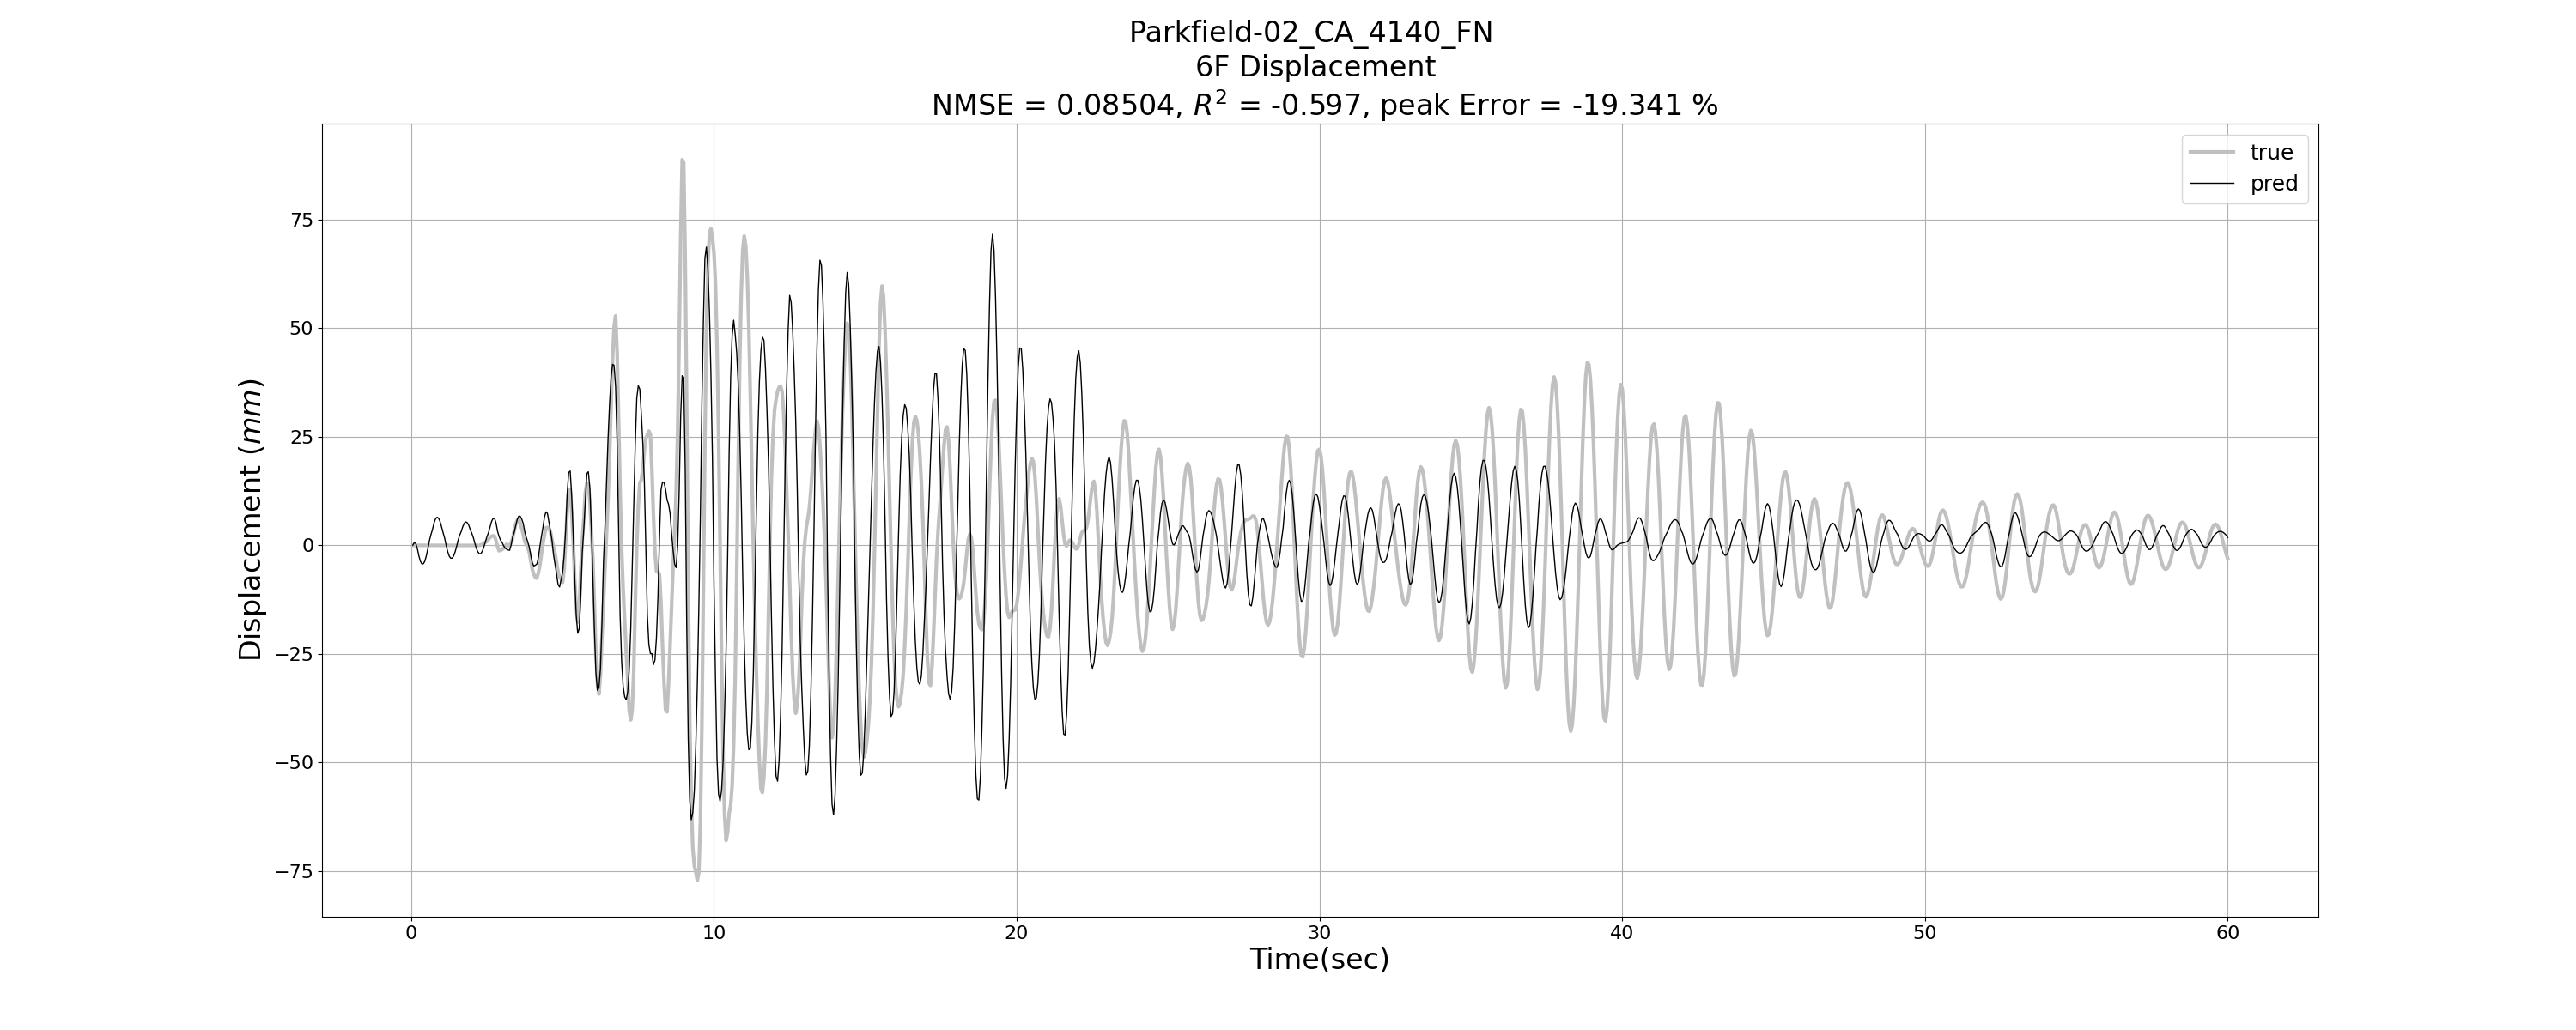 Parkfield-02_CA_4140_FN
6F Displacement
NMSE = 0.08504, R² = -0.597, peak Error = -19.341 %
true
pred
75
50
25
0
−25
−50
−75
Displacement (mm)
0 10 20 30 40 50 60
Time(sec)